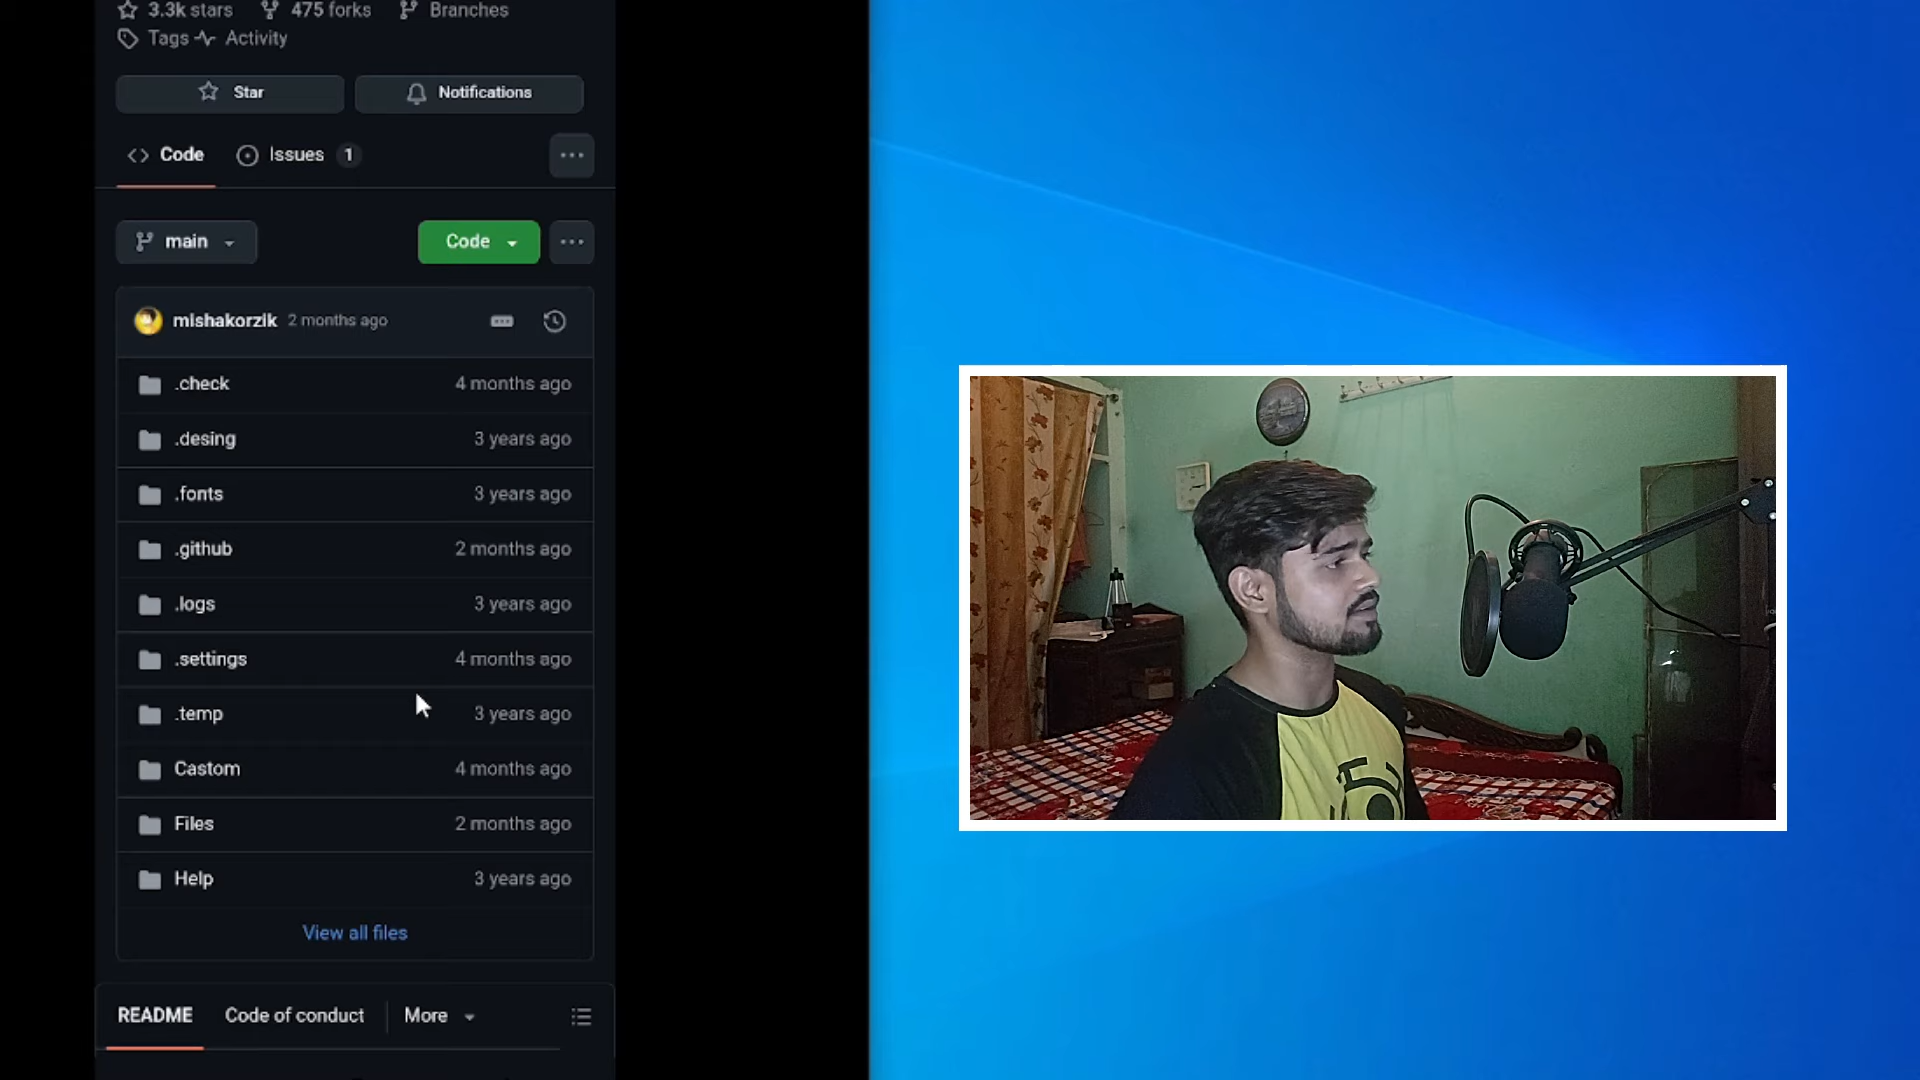 3.3k stars 475 forks Branches
Tags Activity
Star Notifications
Code Issues 1
main Code
mishakorzik 2 months ago
.check 4 months ago
.desing 3 years ago
.fonts 3 years ago
.github 2 months ago
.logs 3 years ago
.settings 4 months ago
.temp 3 years ago
Castom 4 months ago
Files 2 months ago
Help 3 years ago
View all files
README Code of conduct More